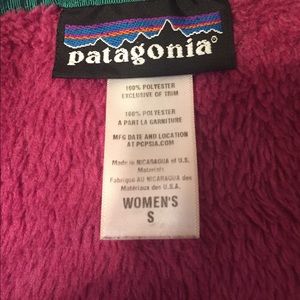 patagonia®
100% POLYESTER
EXCLUSIVE OF TRIM
100% POLYESTER
A PART LA GARNITURE
MFG DATE AND LOCATION
AT PCPSIA.COM
Made in NICARAGUA of U.S.
Materials
Fabriqué AU NICARAGUA des
Matériaux des U.S.A.
WOMEN'S
S